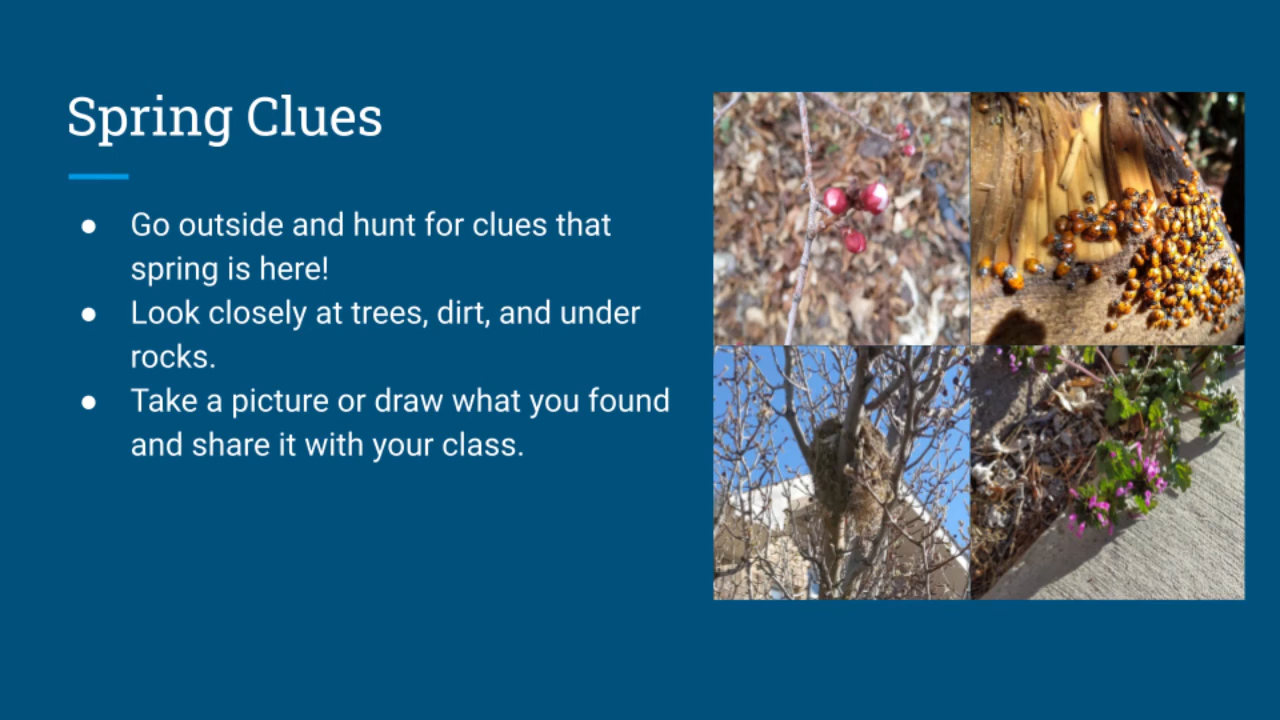 Spring Clues
● Go outside and hunt for clues that
spring is here!
● Look closely at trees, dirt, and under
rocks.
● Take a picture or draw what you found
and share it with your class.